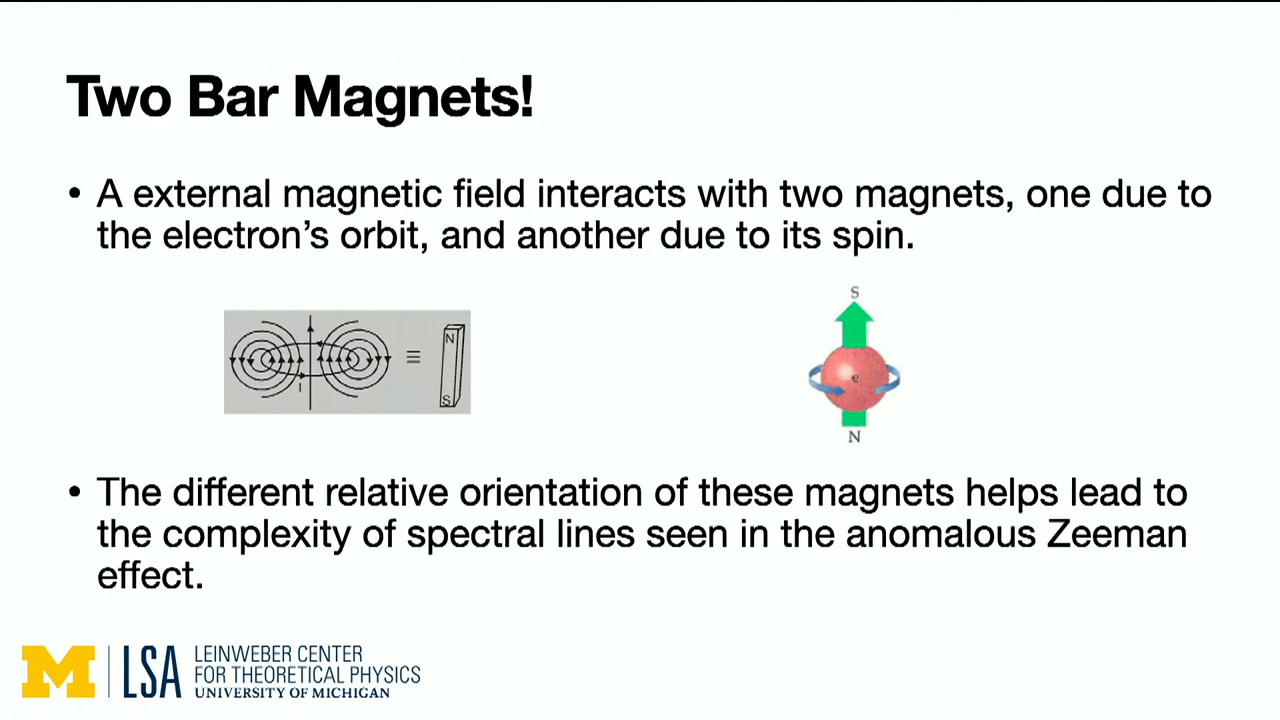 Two Bar Magnets!
• A external magnetic field interacts with two magnets, one due to
the electron’s orbit, and another due to its spin.
I
≡
N
S
S
e
N
• The different relative orientation of these magnets helps lead to
the complexity of spectral lines seen in the anomalous Zeeman
effect.
M LSA
LEINWEBER CENTER
FOR THEORETICAL PHYSICS
UNIVERSITY OF MICHIGAN